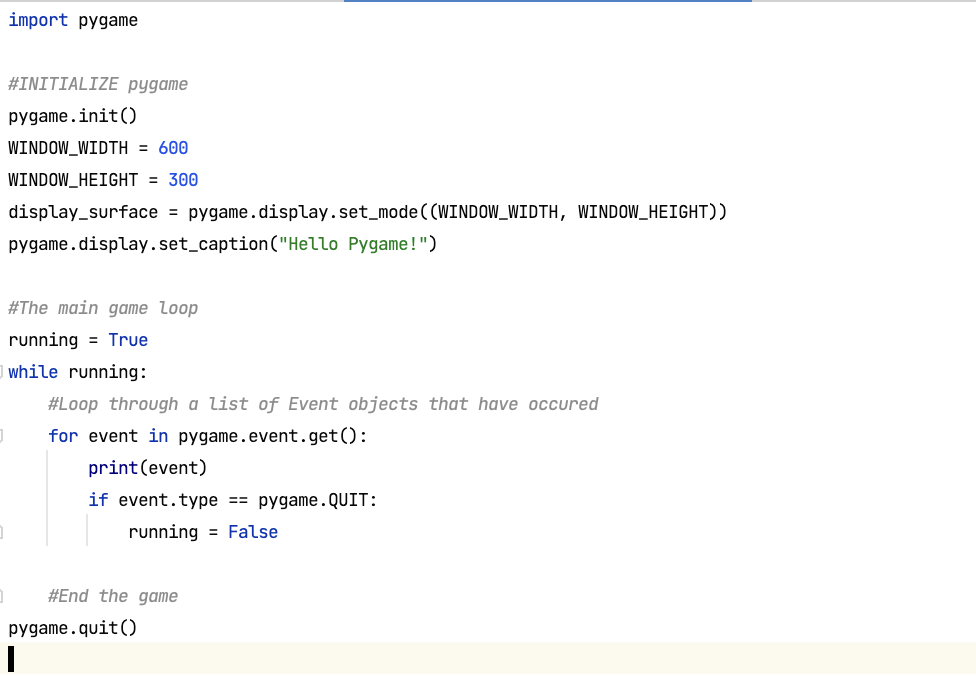 import pygame
#INITIALIZE pygame
pygame.init()
WINDOW_WIDTH = 600
WINDOW_HEIGHT = 300
display_surface = pygame.display.set_mode((WINDOW_WIDTH, WINDOW_HEIGHT))
pygame.display.set_caption("Hello Pygame!")
#The main game loop
running = True
while running:
    #Loop through a list of Event objects that have occured
    for event in pygame.event.get():
        print(event)
        if event.type == pygame.QUIT:
            running = False
    #End the game
pygame.quit()